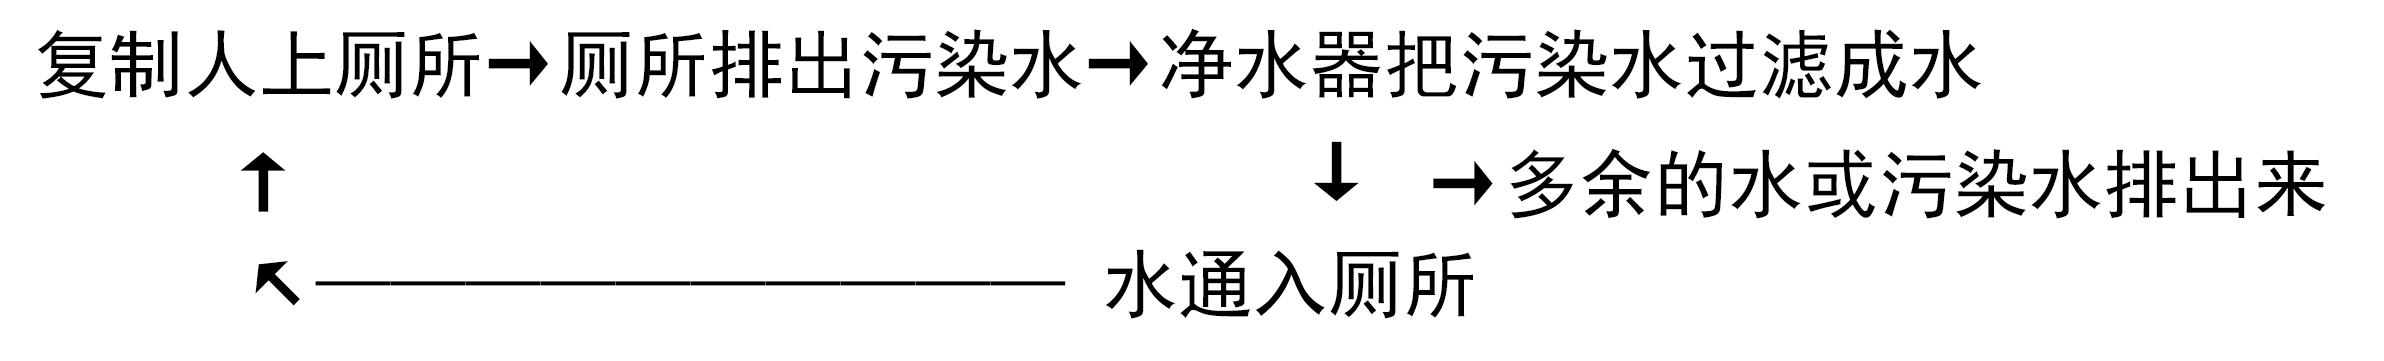 复制人上厕所→厕所排出污染水→净水器把污染水过滤成水
↑ ↓ →多余的水或污染水排出来
↖—————————— 水通入厕所